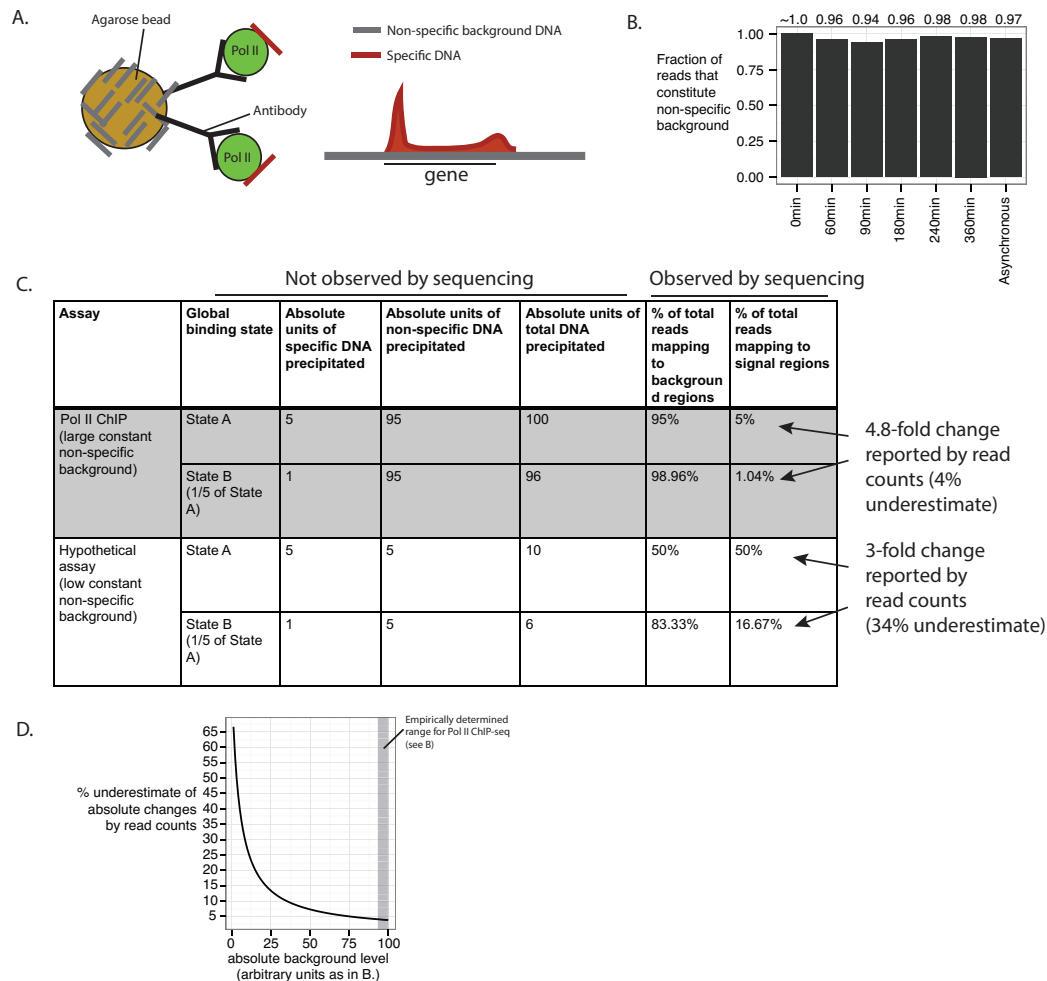 A.
Agarose bead
Pol II
Antibody
Pol II
Non-specific background DNA
Specific DNA
gene
B.
~1.0 0.96 0.94 0.96 0.98 0.98 0.97
Fraction of
reads that
constitute
non-specific
background
1.00
0.75
0.50
0.25
0.00
0min
60min
90min
180min
240min
360min
Asynchronous
C.
Not observed by sequencing
Observed by sequencing
Assay
Global
binding state
Absolute
units of
specific DNA
precipitated
Absolute units of
non-specific DNA
precipitated
Absolute units of
total DNA
precipitated
% of total
reads
mapping
to
backgroun
d regions
% of total
reads
mapping to
signal regions
Pol II ChIP
(large constant
non-specific
background)
State A
5
95
100
95%
5%
State B
(1/5 of State
A)
1
95
96
98.96%
1.04%
4.8-fold change
reported by read
counts (4%
underestimate)
Hypothetical
assay
(low constant
non-specific
background)
State A
5
5
10
50%
50%
State B
(1/5 of State
A)
1
5
6
83.33%
16.67%
3-fold change
reported by
read counts
(34% underestimate)
D.
% underestimate of
absolute changes
by read counts
65
60
55
50
45
40
35
30
25
20
15
10
5
0 25 50 75 100
absolute background level
(arbitrary units as in B.)
Empirically determined
range for Pol II ChIP-seq
(see B)